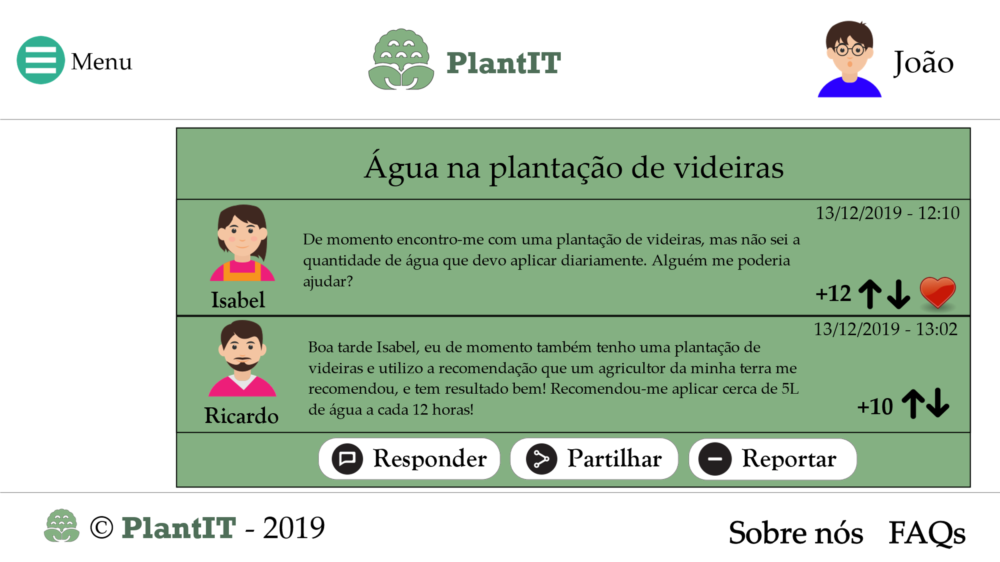 Menu
PlantIT
João
Água na plantação de videiras
13/12/2019 - 12:10
De momento encontro-me com uma plantação de videiras, mas não sei a
quantidade de água que devo aplicar diariamente. Alguém me poderia
ajudar?
Isabel
+12
13/12/2019 - 13:02
Boa tarde Isabel, eu de momento também tenho uma plantação de
videiras e utilizo a recomendação que um agricultor da minha terra me
recomendou, e tem resultado bem! Recomendou-me aplicar cerca de 5L
de água a cada 12 horas!
Ricardo
+10
Responder
Partilhar
Reportar
© PlantIT - 2019
Sobre nós
FAQs